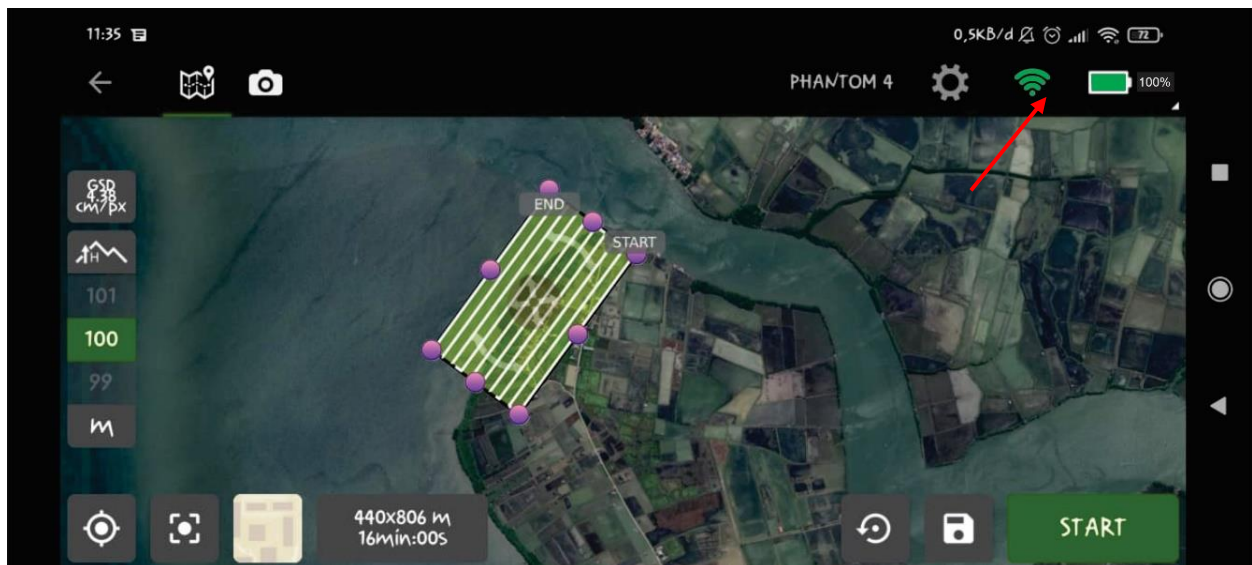 11:35
0,5KB/d
72
PHANTOM 4
100%
GSD
4.38
cm/px
H
101
100
99
m
END
START
440x806 m
16min:00s
START